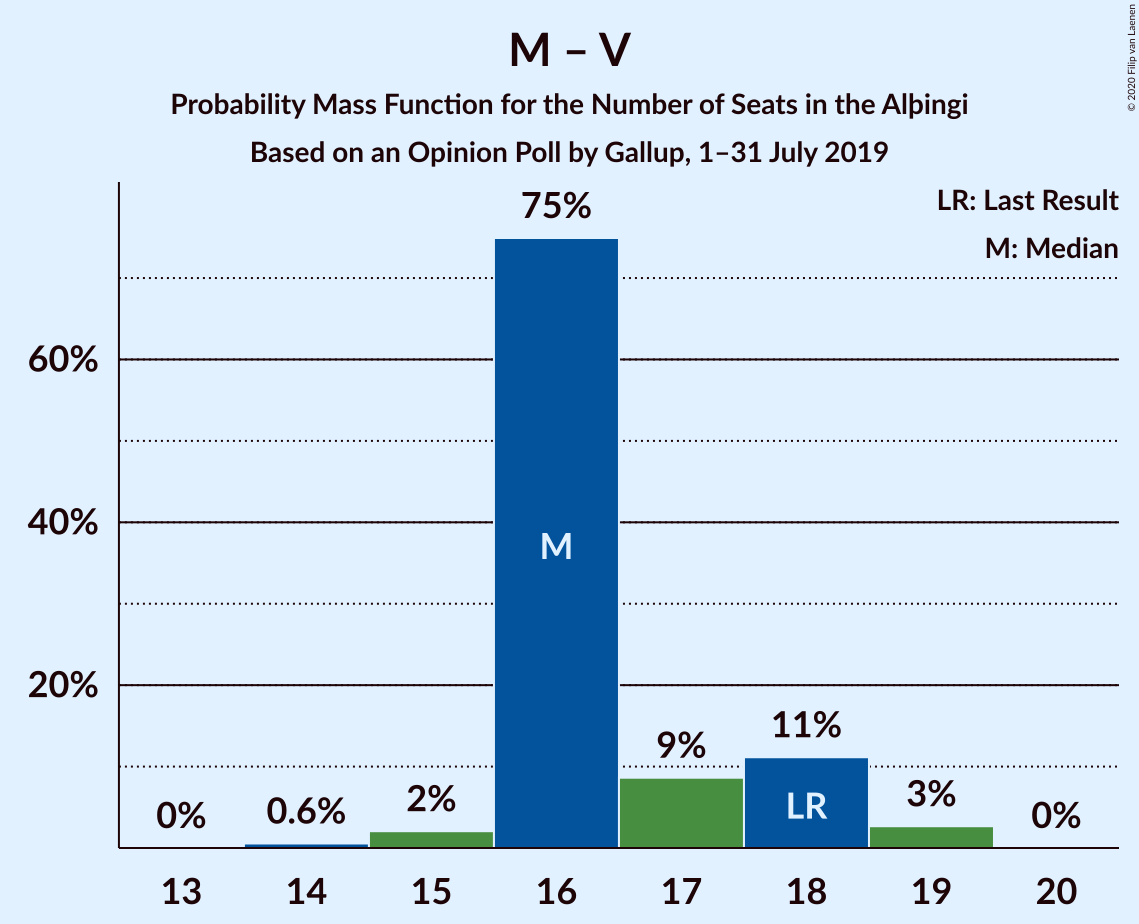 M – V
Probability Mass Function for the Number of Seats in the Alþingi
Based on an Opinion Poll by Gallup, 1–31 July 2019
© 2020 Filip van Laenen
LR: Last Result
M: Median
75%
60%
40%
20%
M
0%
0.6%
2%
9%
11%
LR
3%
0%
13
14
15
16
17
18
19
20